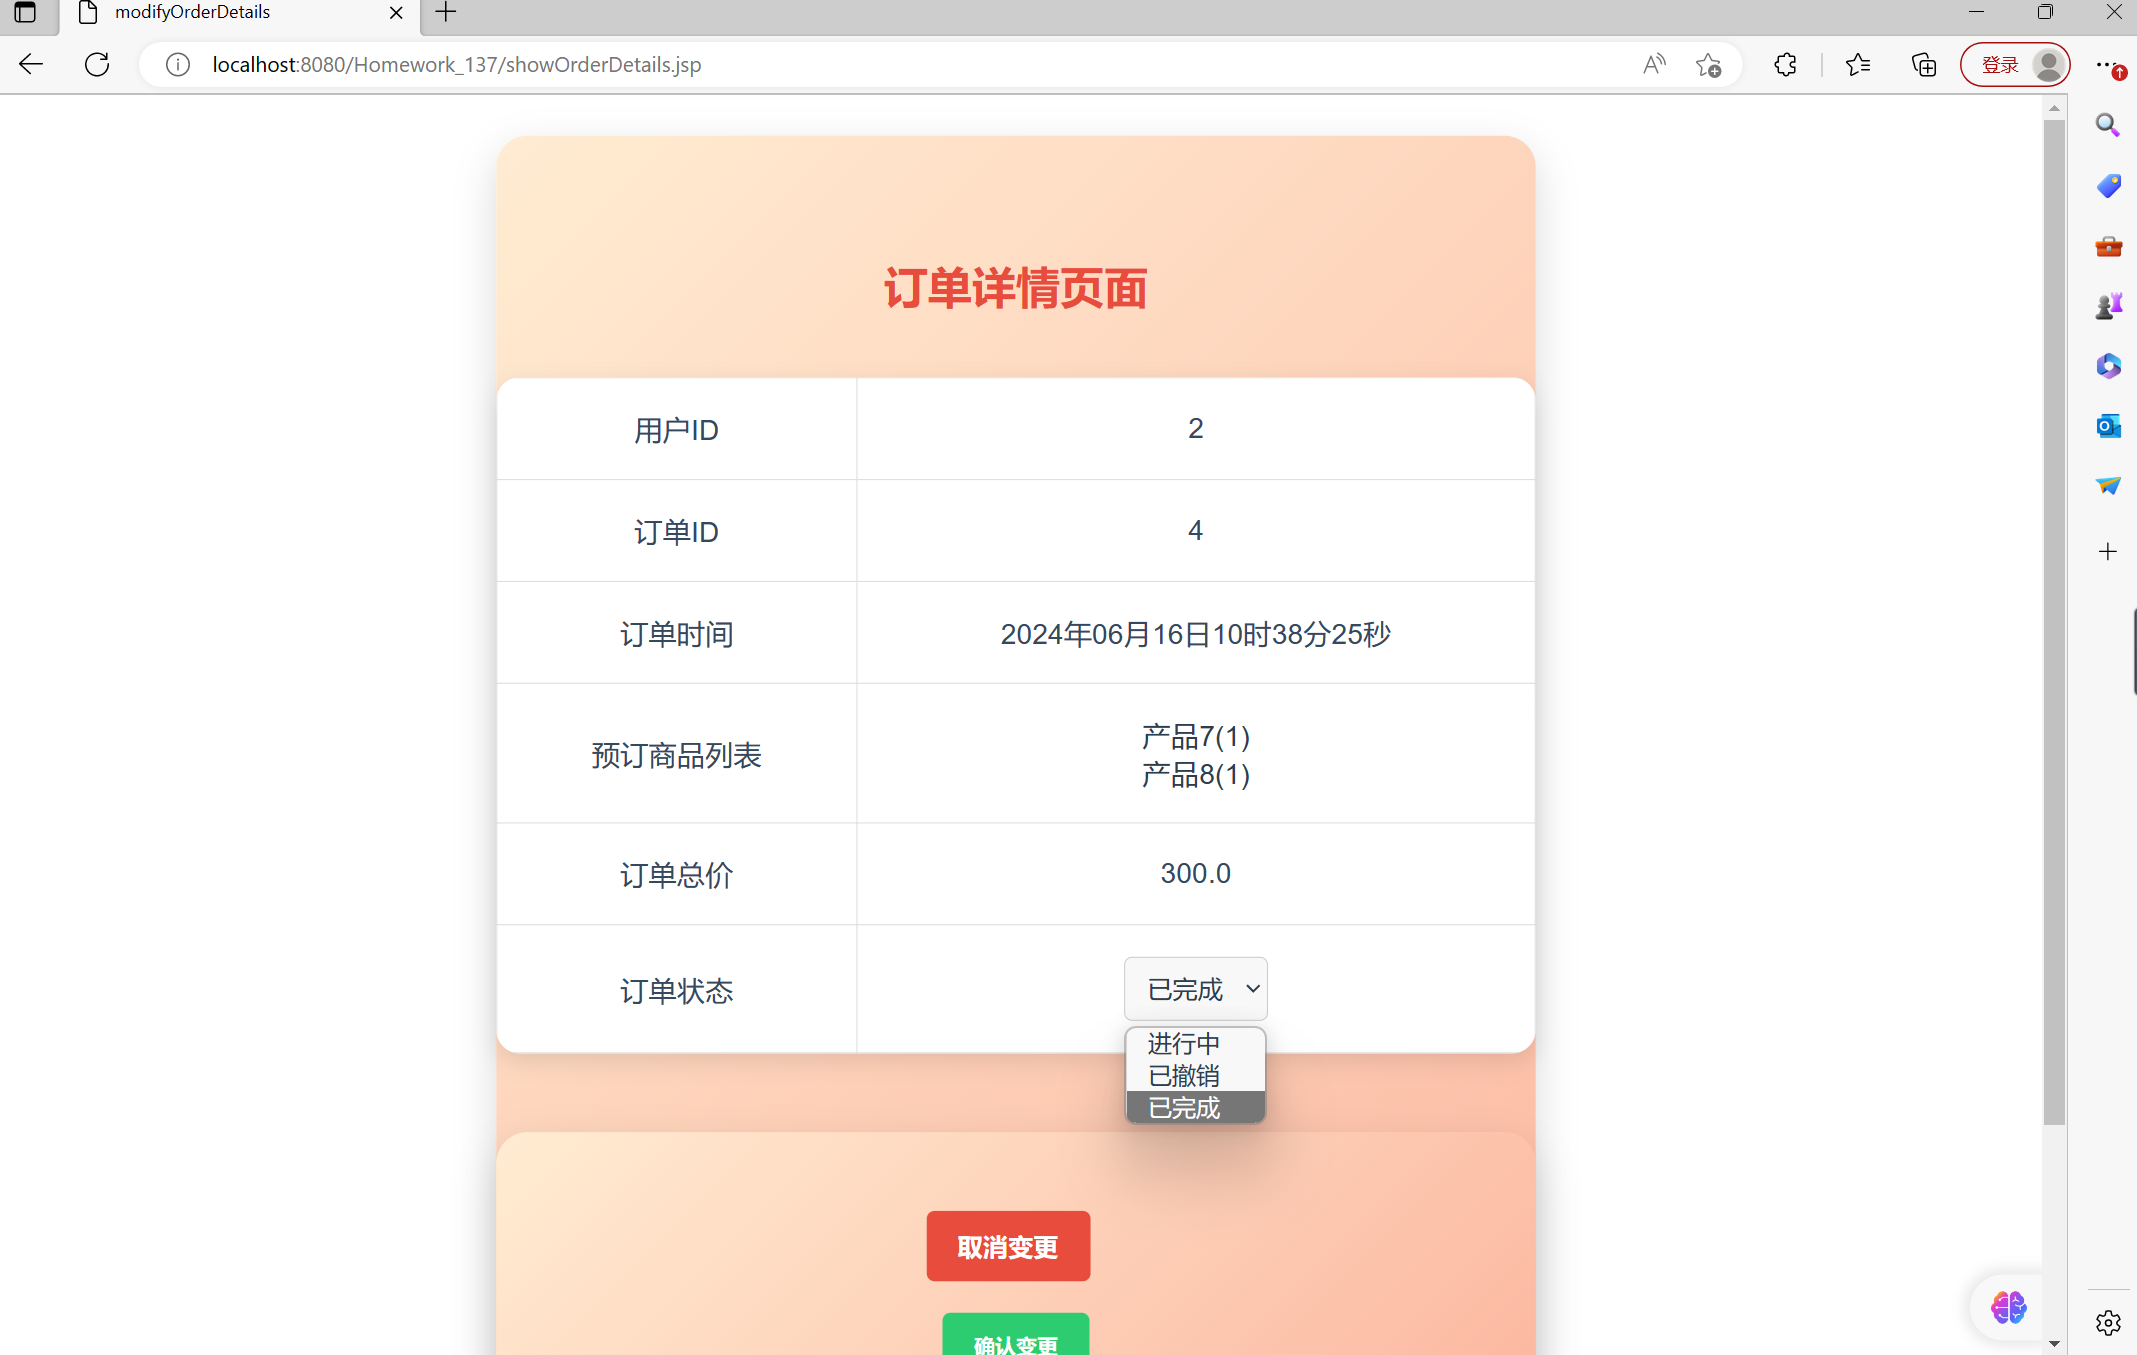 modifyOrderDetails
localhost:8080/Homework_137/showOrderDetails.jsp
登录
订单详情页面
用户ID 2
订单ID 4
订单时间 2024年06月16日10时38分25秒
预订商品列表 产品7(1)
产品8(1)
订单总价 300.0
订单状态 已完成
进行中
已撤销
已完成
取消变更
确认变更